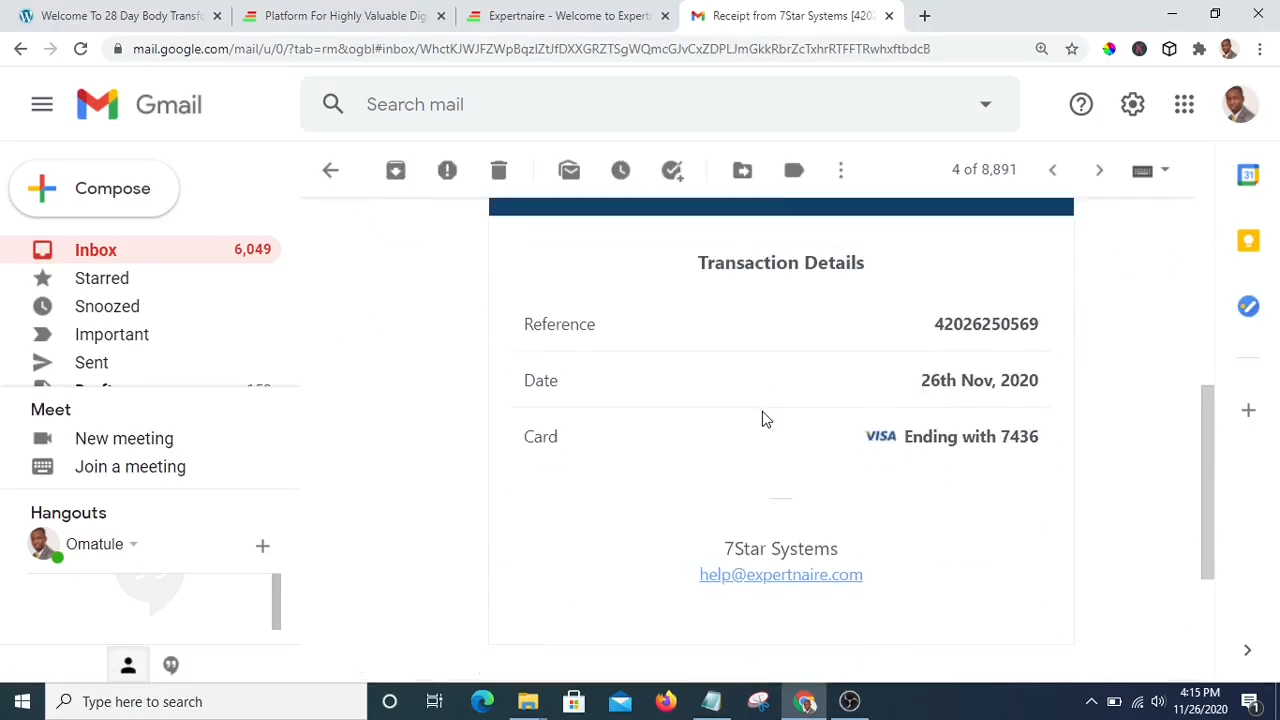 Welcome To 28 Day Body Transf
Platform For Highly Valuable Dig
Expertnaire - Welcome to Expert
Receipt from 7Star Systems [4202
mail.google.com/mail/u/0/?tab=rm&ogbl#inbox/WhctKJWJFZWpBqzlZtJfDXXGRZTSgWQmcGJvCxZDPLJmGkkRbrZcTxhrRTFFTRwhxftbdcB
Gmail
Search mail
Compose
4 of 8,891
31
Inbox 6,049
Starred
Snoozed
Important
Sent
Meet
New meeting
Join a meeting
Hangouts
Omatule
Transaction Details
Reference 42026250569
Date 26th Nov, 2020
Card VISA Ending with 7436
7Star Systems
help@expertnaire.com
Type here to search
4:15 PM
11/26/2020
1